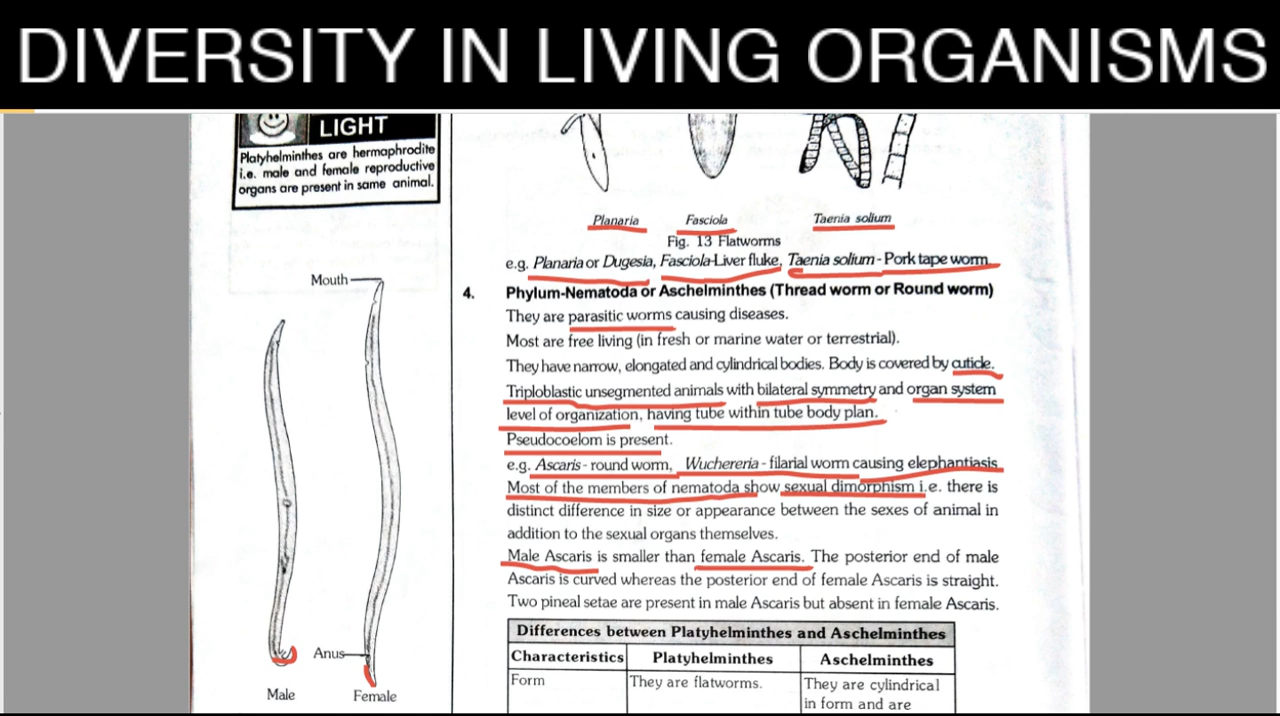 DIVERSITY IN LIVING ORGANISMS
LIGHT
Platyhelminthes are hermaphrodite
i.e. male and female reproductive
organs are present in same animal.
Planaria Fasciola Taenia solium
Fig. 13 Flatworms
e.g. Planaria or Dugesia, Fasciola-Liver fluke, Taenia solium - Pork tape worm.
4. Phylum-Nematoda or Aschelminthes (Thread worm or Round worm)
They are parasitic worms causing diseases.
Most are free living (in fresh or marine water or terrestrial).
They have narrow, elongated and cylindrical bodies. Body is covered by cuticle.
Triploblastic unsegmented animals with bilateral symmetry and organ system
level of organization, having tube within tube body plan.
Pseudocoelom is present.
e.g. Ascaris - round worm, Wuchereria - filarial worm causing elephantiasis
Most of the members of nematoda show sexual dimorphism i.e. there is
distinct difference in size or appearance between the sexes of animal in
addition to the sexual organs themselves.
Male Ascaris is smaller than female Ascaris. The posterior end of male
Ascaris is curved whereas the posterior end of female Ascaris is straight.
Two pineal setae are present in male Ascaris but absent in female Ascaris.
Mouth
Anus
Male Female
Differences between Platyhelminthes and Aschelminthes
Characteristics Platyhelminthes Aschelminthes
Form They are flatworms. They are cylindrical
in form and are